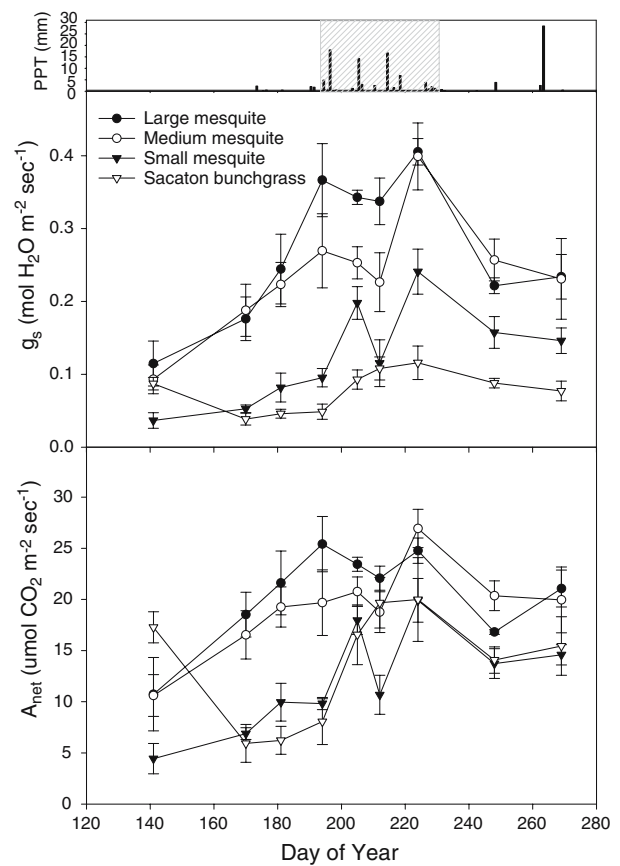 PPT (mm)
30
25
20
15
10
5
0
Large mesquite
Medium mesquite
Small mesquite
Sacaton bunchgrass
g_s (mol H₂O m⁻² sec⁻¹)
0.4
0.3
0.2
0.1
0.0
A_net (umol CO₂ m⁻² sec⁻¹)
30
25
20
15
10
5
0
120 140 160 180 200 220 240 260 280
Day of Year